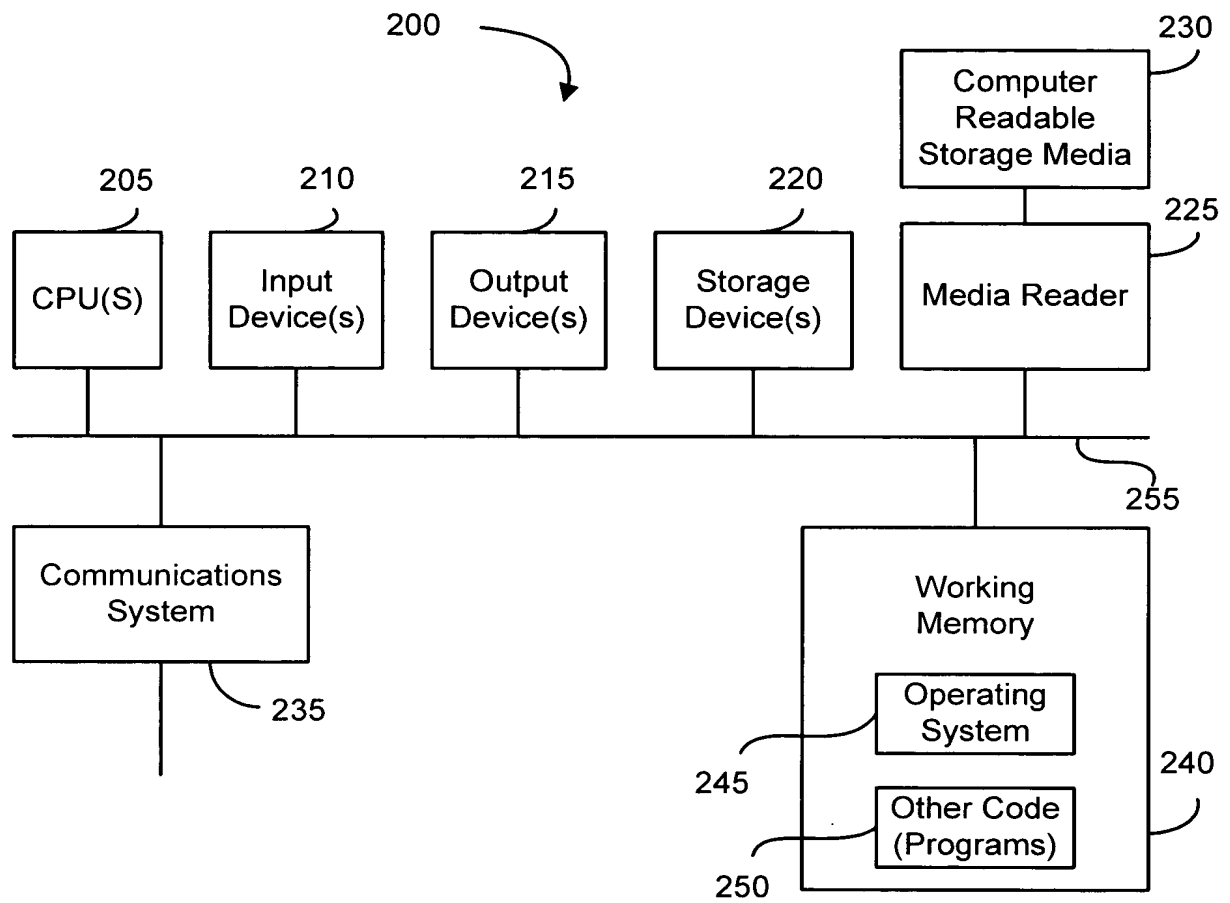 200
230
Computer
Readable
Storage Media
205
210
215
220
225
CPU(S)
Input
Device(s)
Output
Device(s)
Storage
Device(s)
Media Reader
255
Communications
System
235
Working
Memory
Operating
System
245
240
Other Code
(Programs)
250